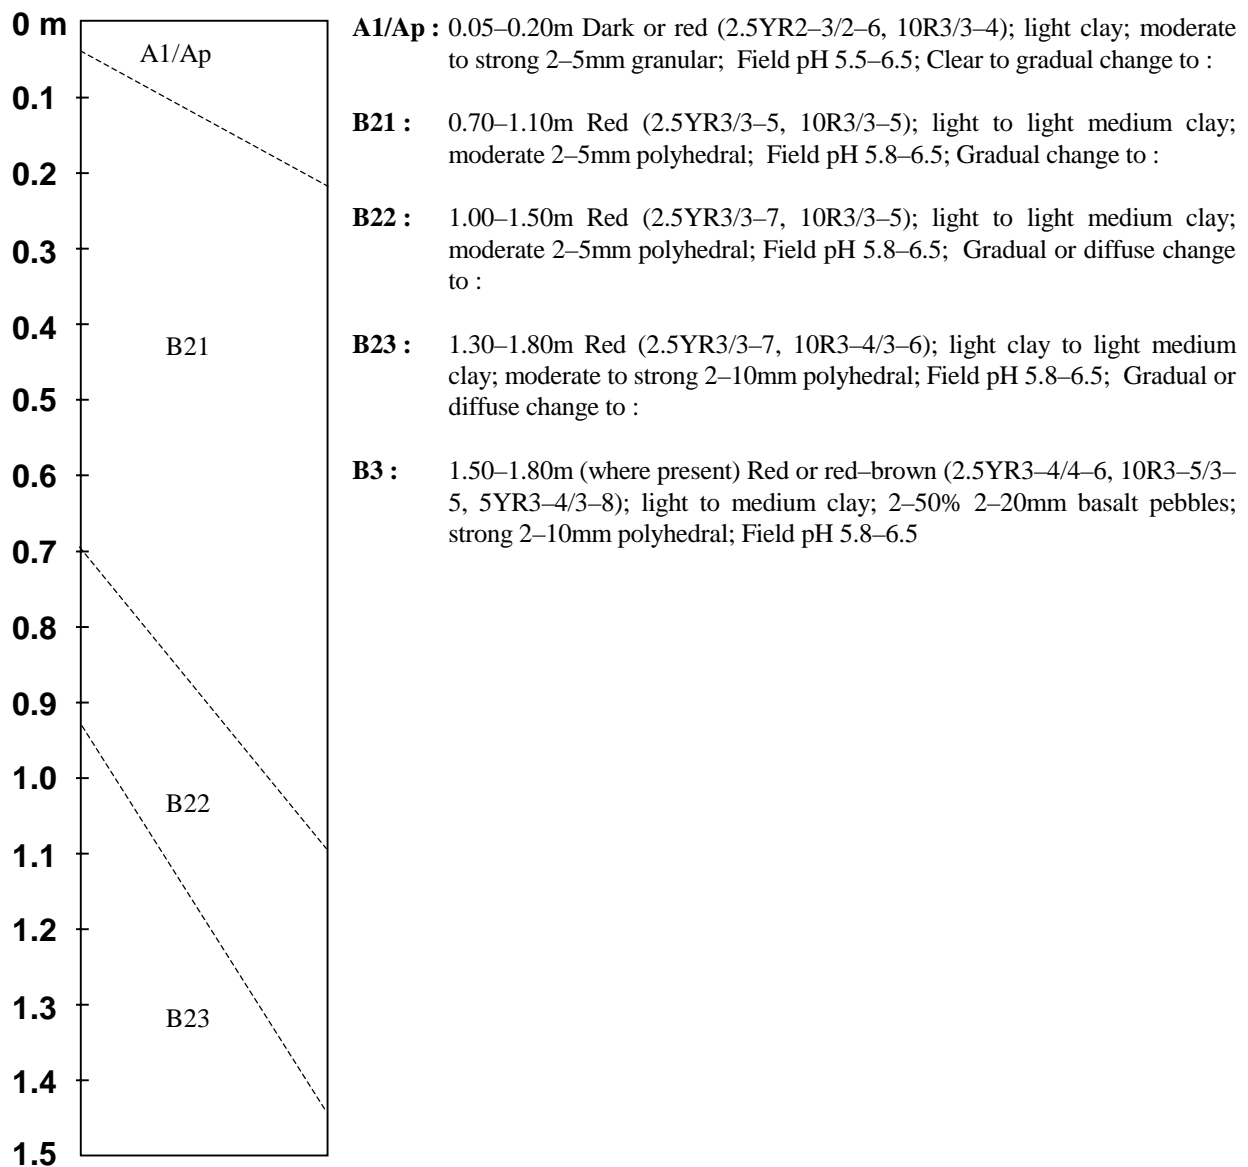 0 m
0.1
0.2
0.3
0.4
0.5
0.6
0.7
0.8
0.9
1.0
1.1
1.2
1.3
1.4
1.5
A1/Ap
B21
B22
B23
A1/Ap : 0.05–0.20m Dark or red (2.5YR2–3/2–6, 10R3/3–4); light clay; moderate
to strong 2–5mm granular; Field pH 5.5–6.5; Clear to gradual change to :
B21 : 0.70–1.10m Red (2.5YR3/3–5, 10R3/3–5); light to light medium clay;
moderate 2–5mm polyhedral; Field pH 5.8–6.5; Gradual change to :
B22 : 1.00–1.50m Red (2.5YR3/3–7, 10R3/3–5); light to light medium clay;
moderate 2–5mm polyhedral; Field pH 5.8–6.5; Gradual or diffuse change
to :
B23 : 1.30–1.80m Red (2.5YR3/3–7, 10R3–4/3–6); light clay to light medium
clay; moderate to strong 2–10mm polyhedral; Field pH 5.8–6.5; Gradual or
diffuse change to :
B3 : 1.50–1.80m (where present) Red or red–brown (2.5YR3–4/4–6, 10R3–5/3–
5, 5YR3–4/3–8); light to medium clay; 2–50% 2–20mm basalt pebbles;
strong 2–10mm polyhedral; Field pH 5.8–6.5